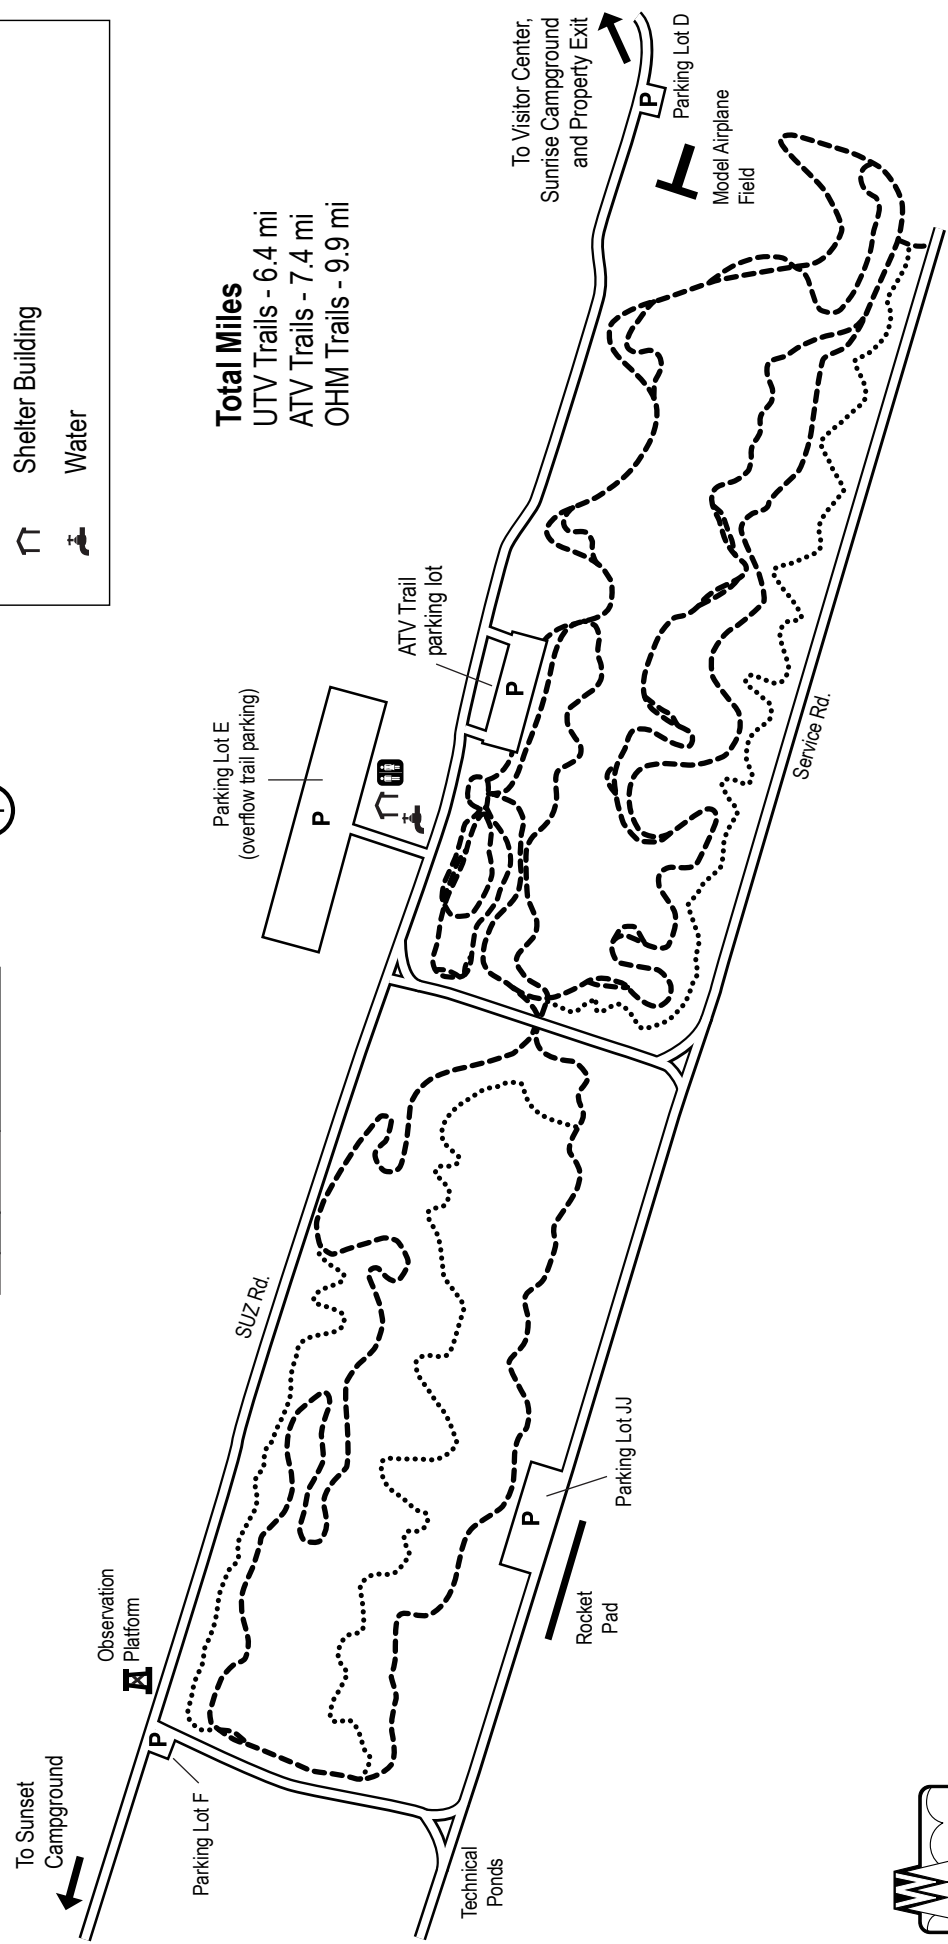 Shelter Building
Water
Total Miles
UTV Trails - 6.4 mi
ATV Trails - 7.4 mi
OHM Trails - 9.9 mi
To Visitor Center,
Sunrise Campground
and Property Exit
P
Parking Lot D
Model Airplane
Field
ATV Trail
parking lot
P
Parking Lot E
(overflow trail parking)
P
Service Rd.
SUZ Rd.
Parking Lot JJ
P
Rocket
Pad
Observation
Platform
P
Parking Lot F
To Sunset
Campground
Technical
Ponds